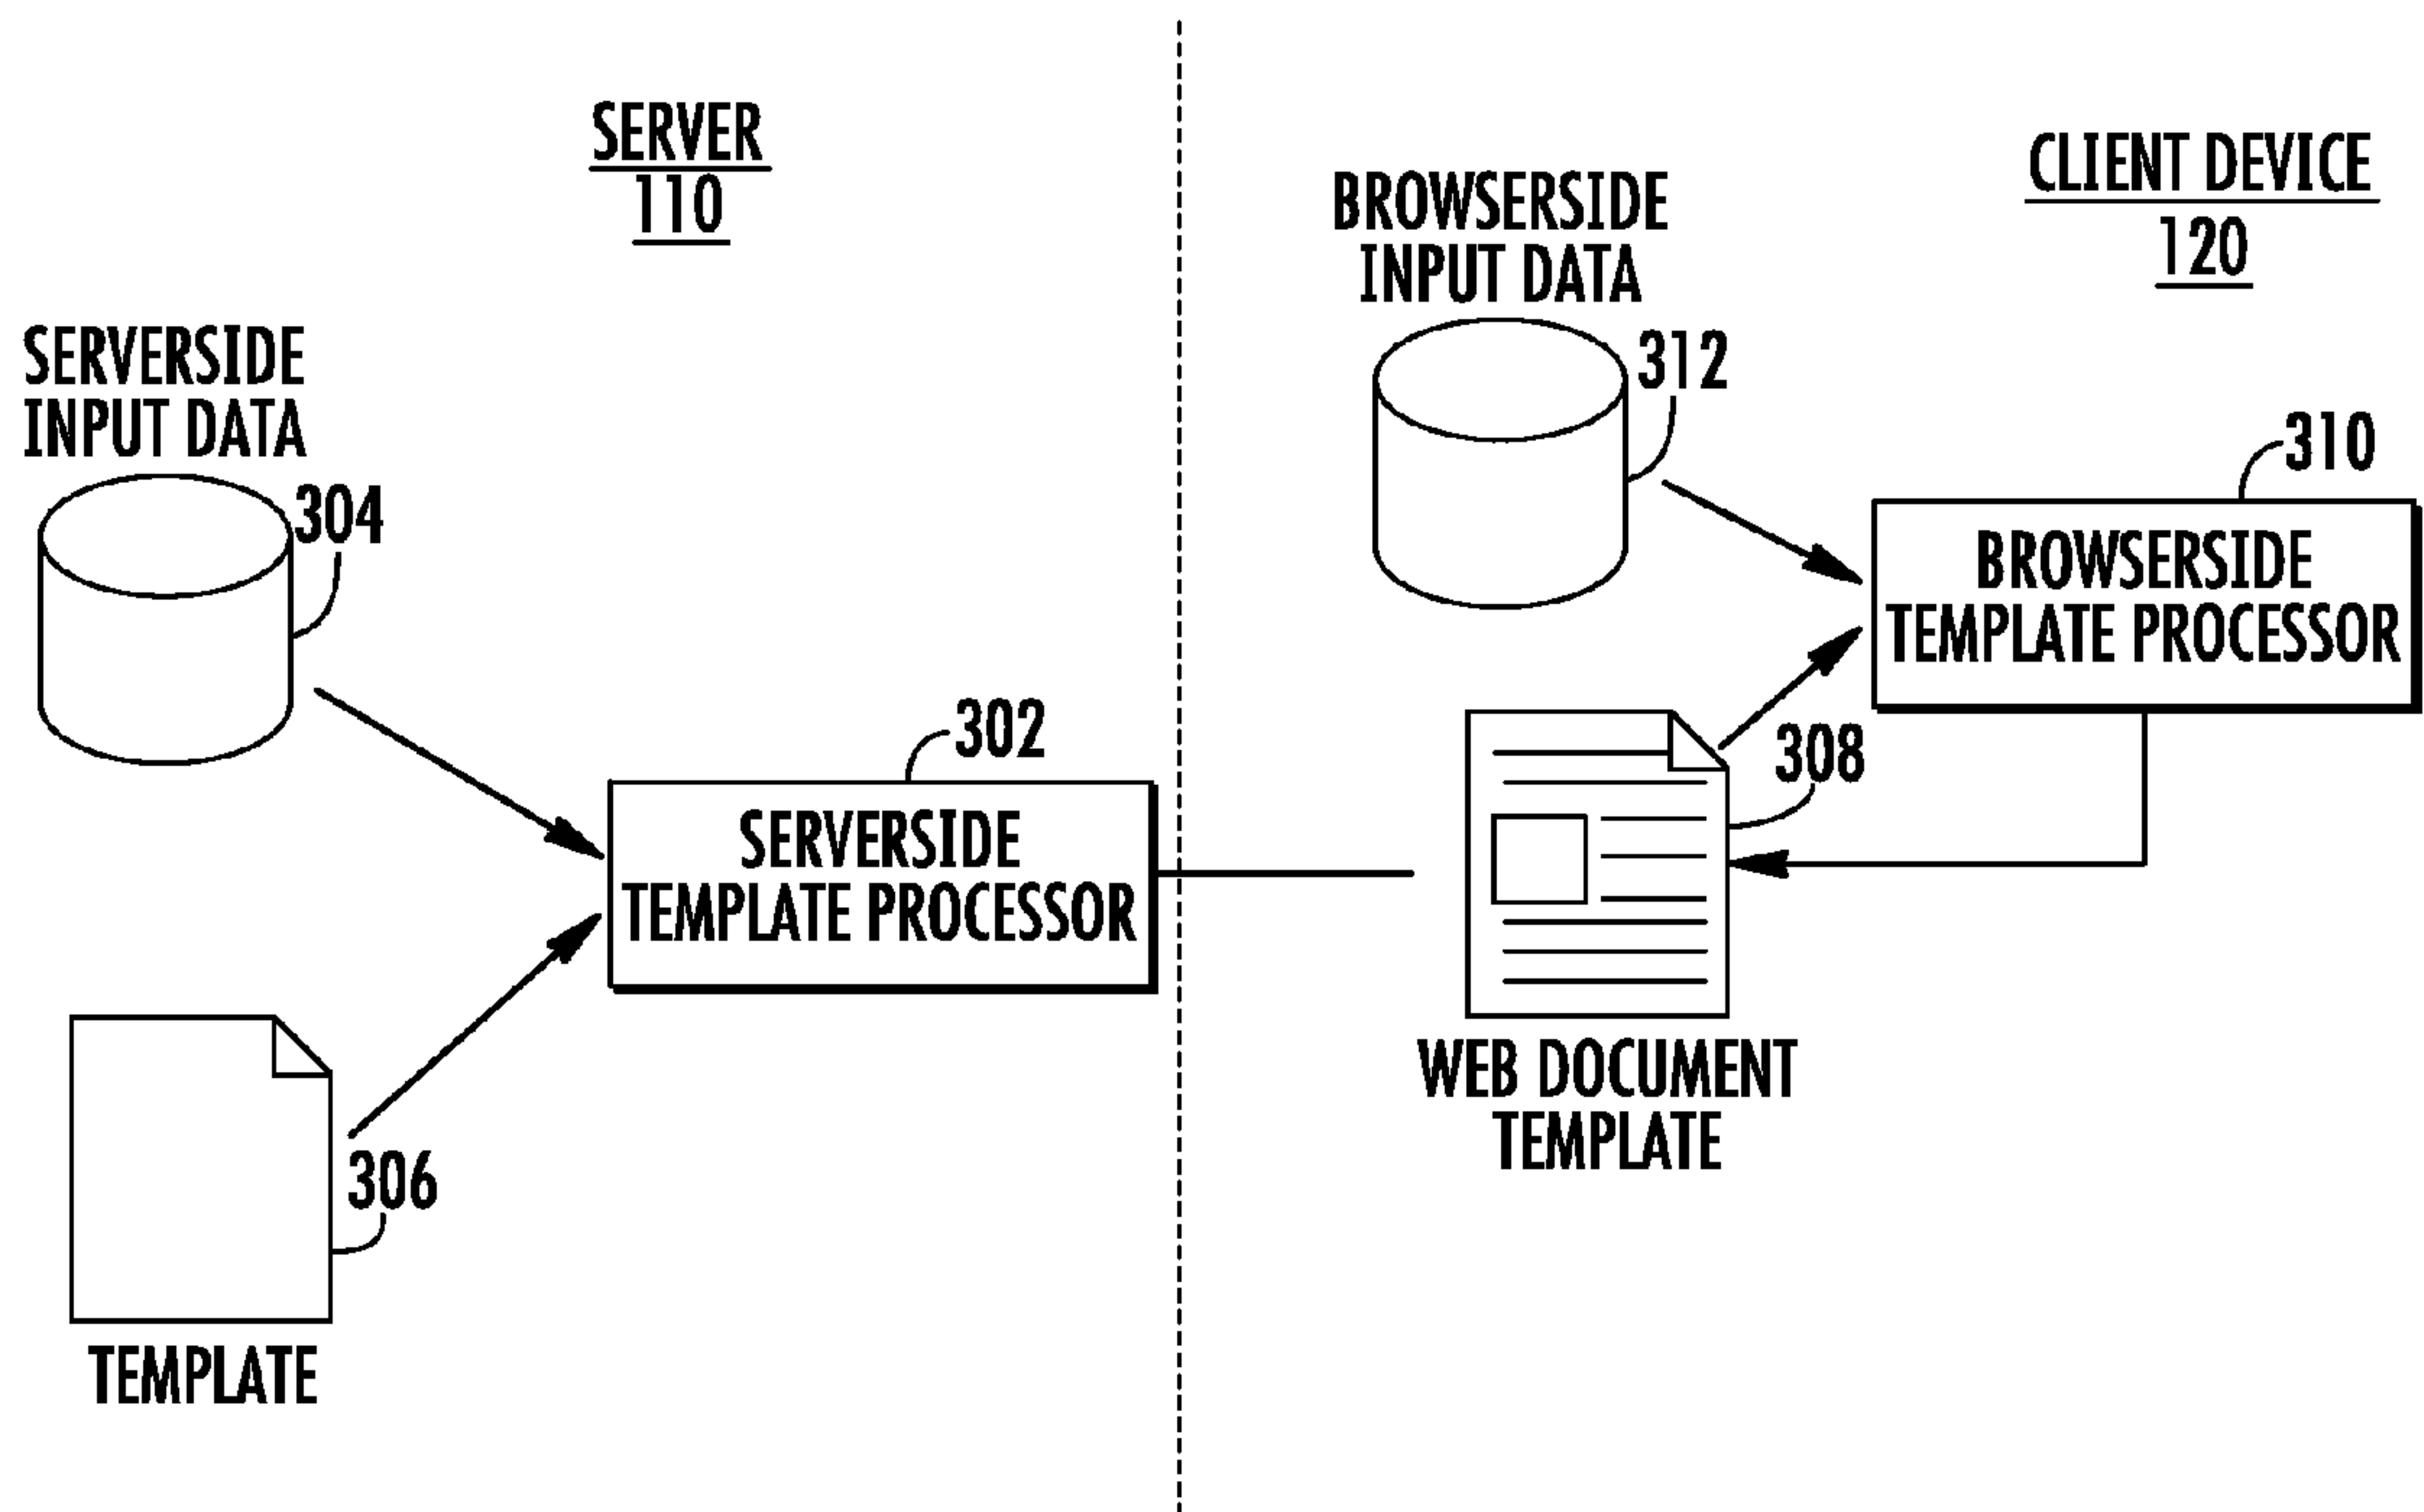 SERVER
110
CLIENT DEVICE
120
BROWSERSIDE
INPUT DATA
312
SERVERSIDE
INPUT DATA
304
310
BROWSERSIDE
TEMPLATE PROCESSOR
302
SERVERSIDE
TEMPLATE PROCESSOR
308
WEB DOCUMENT
TEMPLATE
306
TEMPLATE